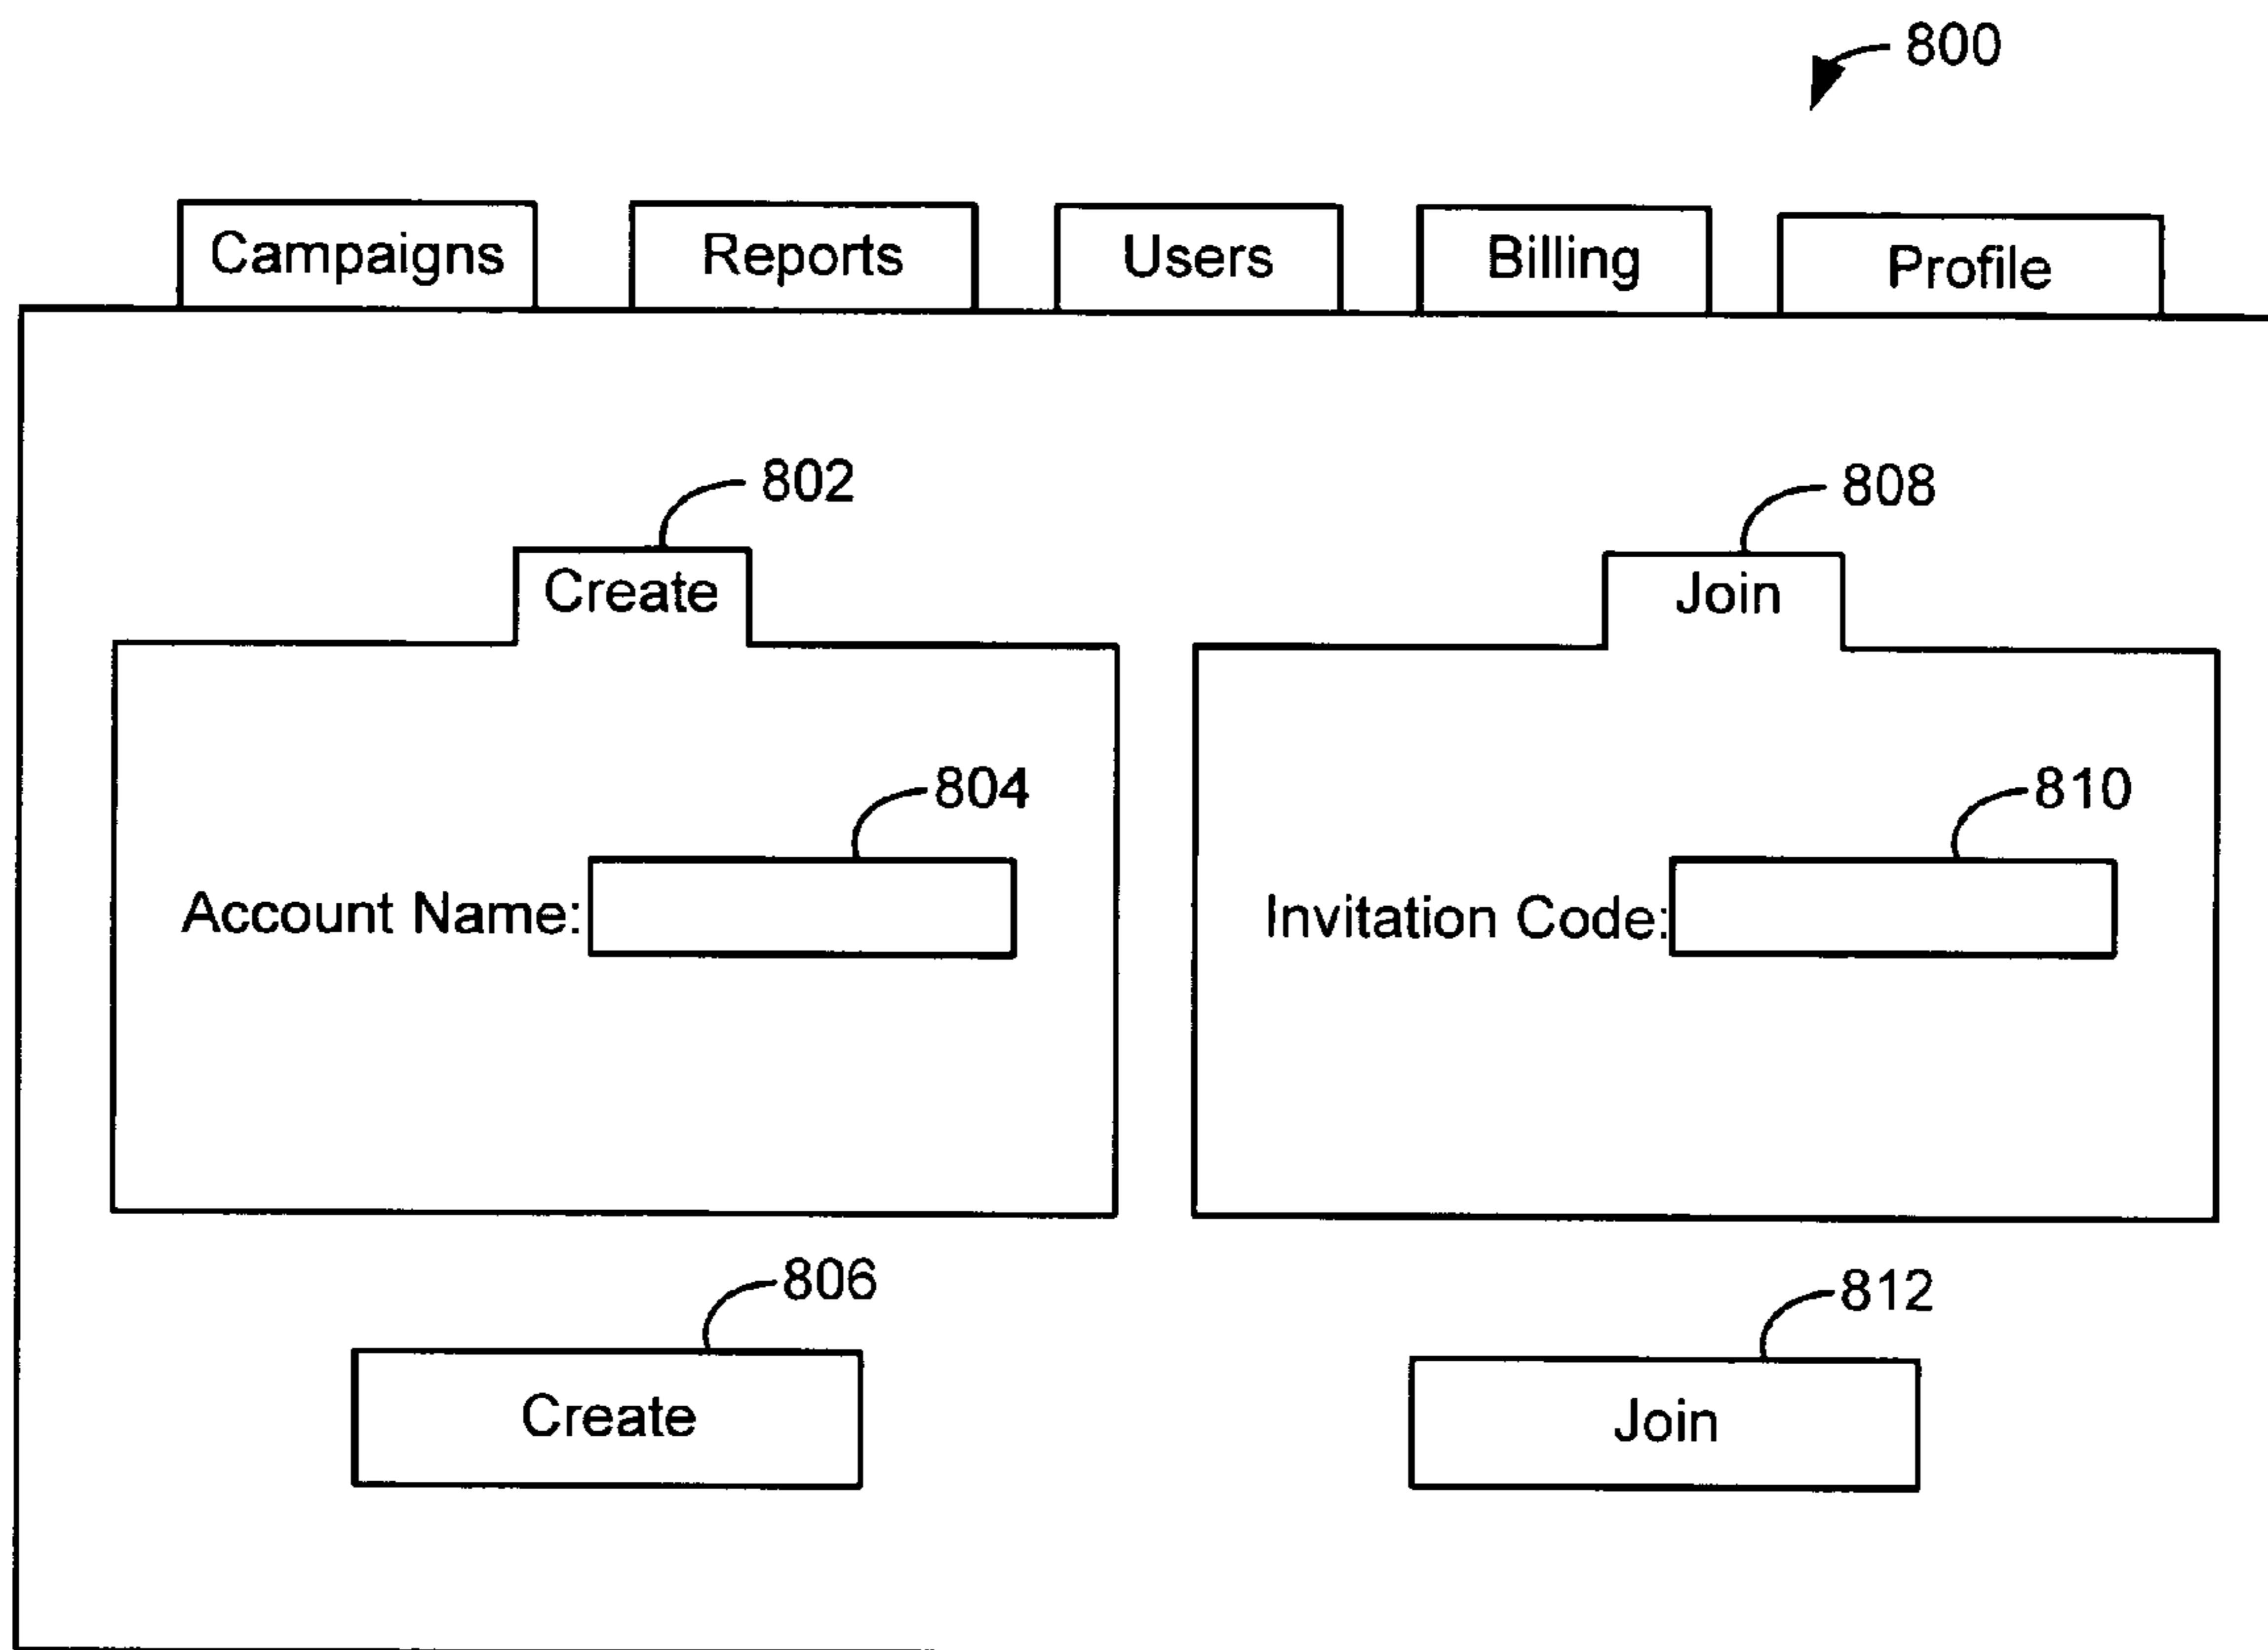 800
Campaigns Reports Users Billing Profile
802 808
Create Join
804 810
Account Name: Invitation Code:
806 812
Create Join